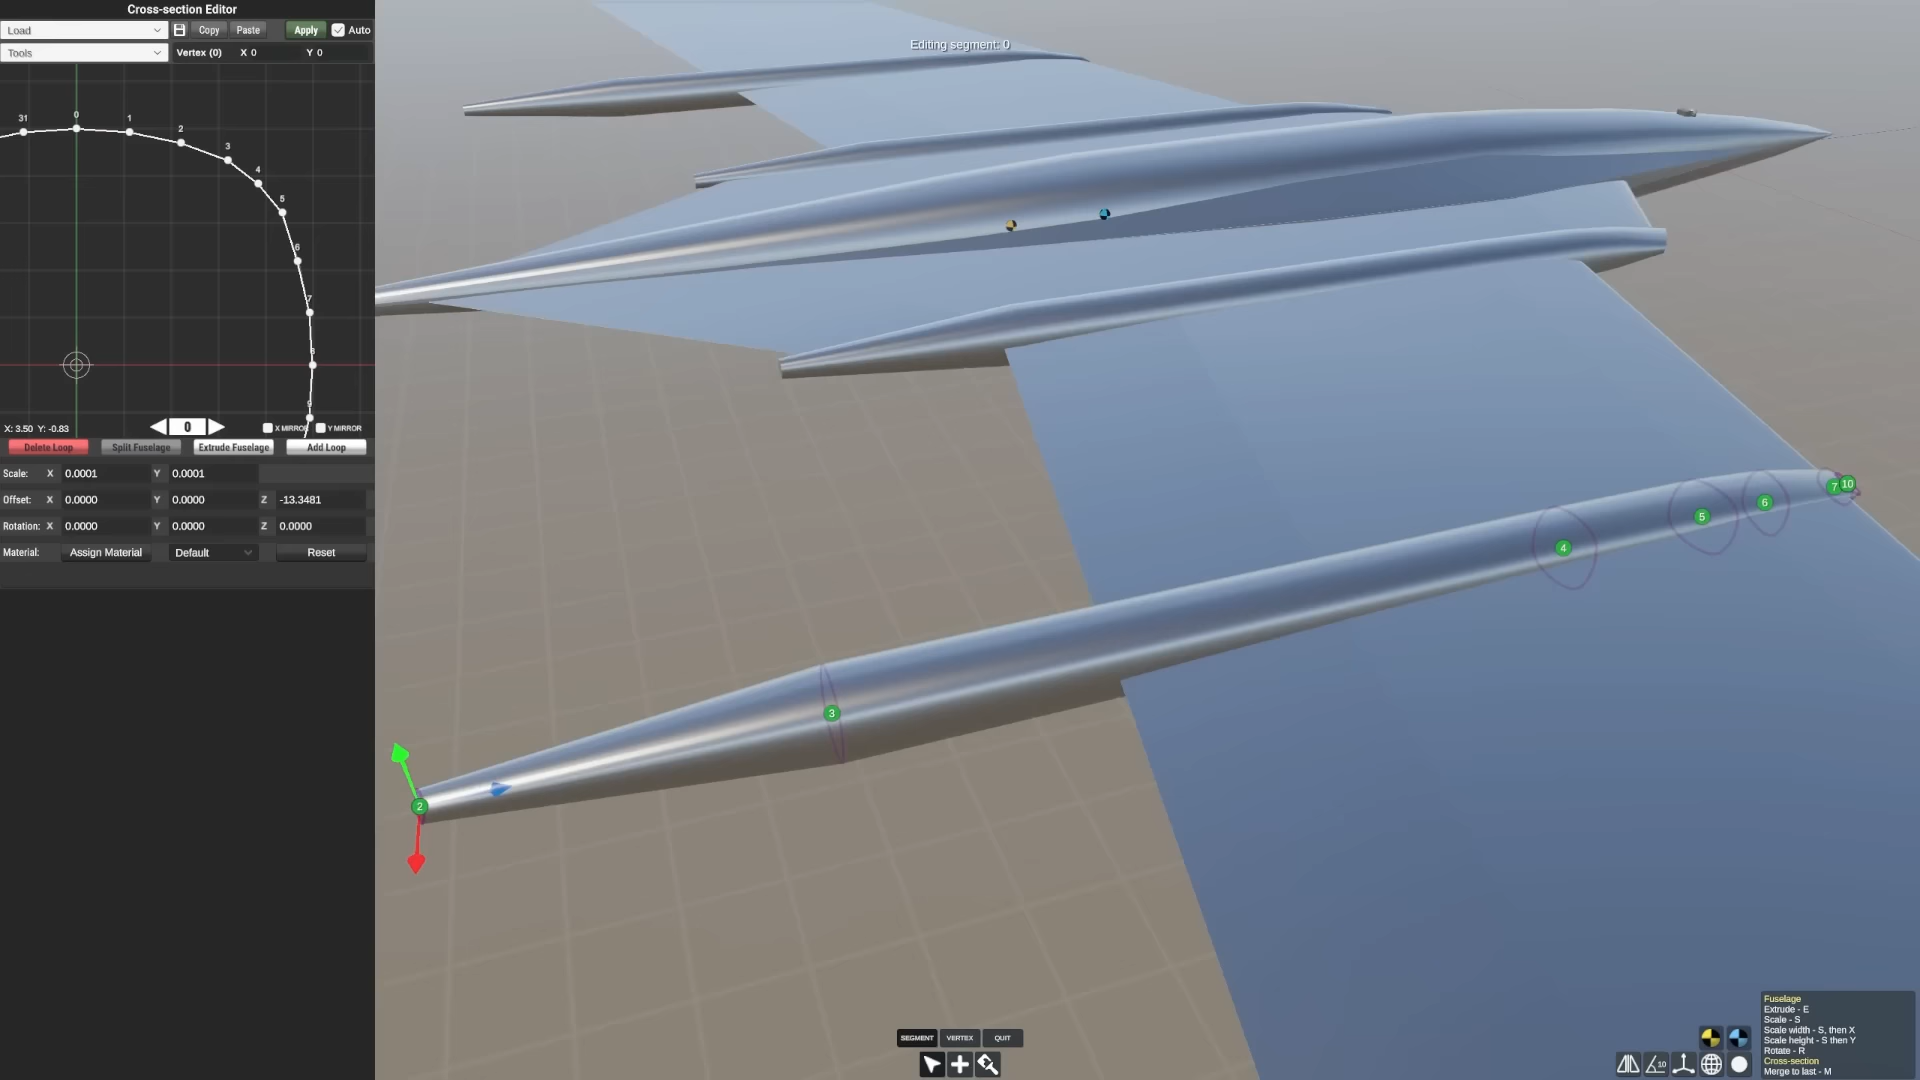 Cross-section Editor
Load
Copy
Paste
Apply
Auto
Tools
Vertex (0)
X 0
Y 0
31
0
1
2
3
4
5
6
7
8
9
X: 3.50 Y: -0.83
0
X MIRROR
Y MIRROR
Delete Loop
Split Fuselage
Extrude Fuselage
Add Loop
Scale: X 0.0001 Y 0.0001
Offset: X 0.0000 Y 0.0000 Z -13.3481
Rotation: X 0.0000 Y 0.0000 Z 0.0000
Material: Assign Material Default Reset
Editing segment: 0
7
10
6
5
4
3
2
SEGMENT
VERTEX
QUIT
10
Fuselage
Extrude - E
Scale - S
Scale width - S, then X
Scale height - S then Y
Rotate - R
Cross-section
Merge to last - M